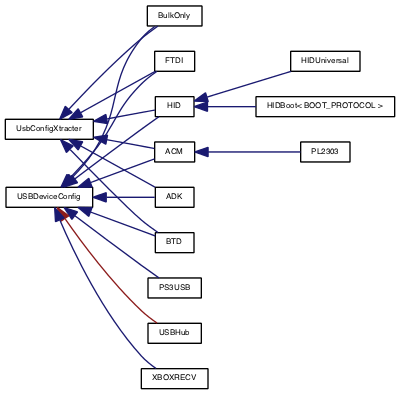 BulkOnly
FTDI
HIDUniversal
HID
HIDBoot< BOOT_PROTOCOL >
UsbConfigXtracter
ACM
PL2303
USBDeviceConfig
ADK
BTD
PS3USB
USBHub
XBOXRECV